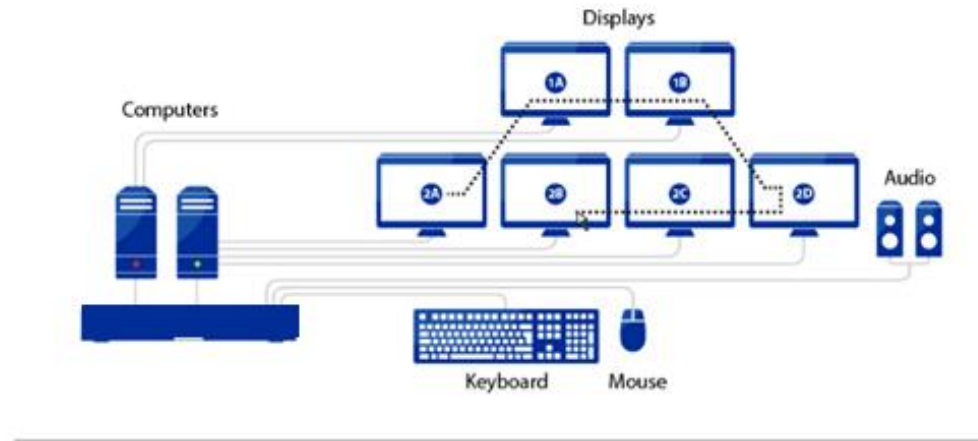 Displays
1A
1B
Computers
2A
2B
2C
2D
Audio
Keyboard
Mouse